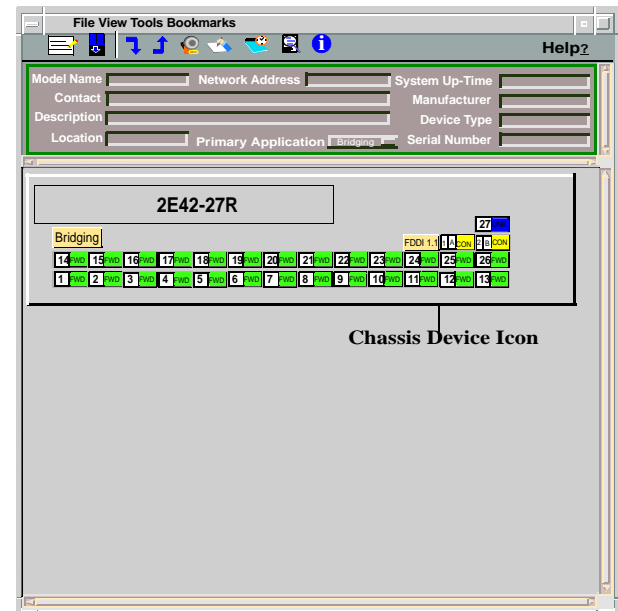 File View Tools Bookmarks
Help?
Model Name Network Address System Up-Time
Contact Manufacturer
Description Device Type
Location Primary Application Bridging Serial Number
2E42-27R
27
Bridging FDDI 1.1 1 A CON 2 B CON
14 FWD 15 FWD 16 FWD 17 FWD 18 FWD 19 FWD 20 FWD 21 FWD 22 FWD 23 FWD 24 FWD 25 FWD 26 FWD
1 FWD 2 FWD 3 FWD 4 FWD 5 FWD 6 FWD 7 FWD 8 FWD 9 FWD 10 FWD 11 FWD 12 FWD 13 FWD
Chassis Device Icon